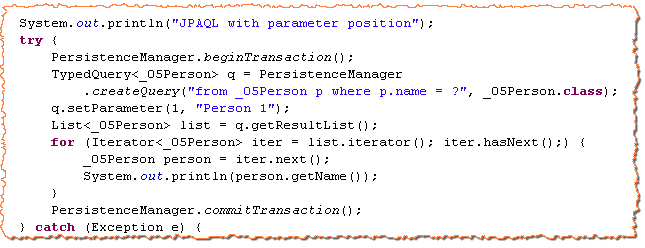 System.out.println("JPAQL with parameter position");
try {
PersistenceManager.beginTransaction();
TypedQuery<_05Person> q = PersistenceManager
.createQuery("from _05Person p where p.name = ?", _05Person.class);
q.setParameter(1, "Person 1");
List<_05Person> list = q.getResultList();
for (Iterator<_05Person> iter = list.iterator(); iter.hasNext();) {
_05Person person = iter.next();
System.out.println(person.getName());
}
PersistenceManager.commitTransaction();
} catch (Exception e) {